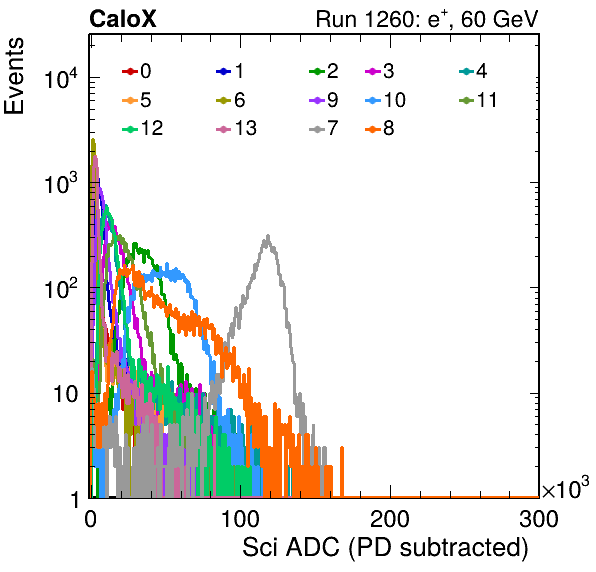 CaloX Run 1260: e⁺, 60 GeV
Events
10⁴
10³
10²
10
1
0 1 2 3 4
5 6 9 10 11
12 13 7 8
0 100 200 300
×10³
Sci ADC (PD subtracted)